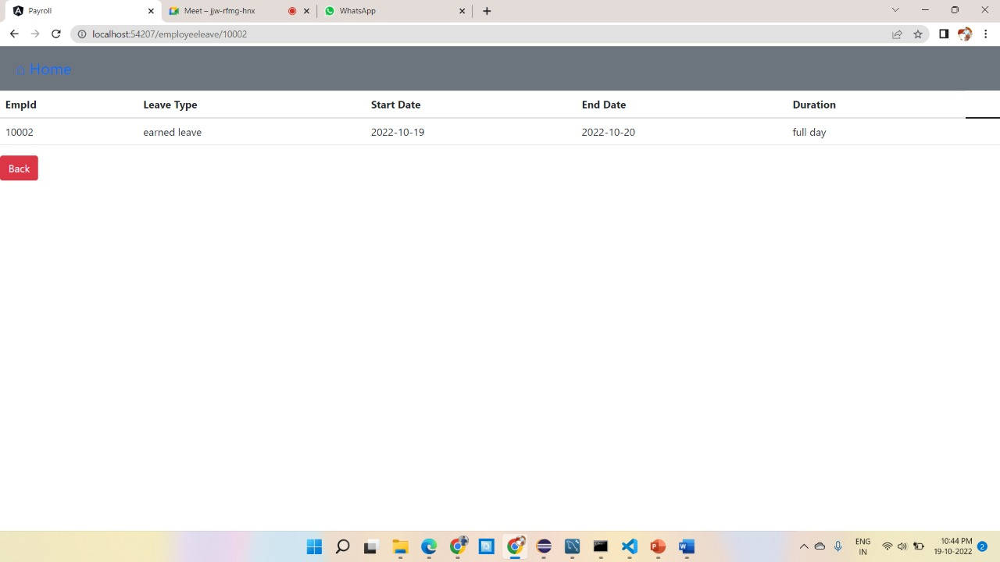 Payroll
Meet – jjw-rfmg-hnx
WhatsApp
localhost:54207/employeeleave/10002
Home
EmpId Leave Type Start Date End Date Duration
10002 earned leave 2022-10-19 2022-10-20 full day
Back
ENG
IN
10:44 PM
19-10-2022
2